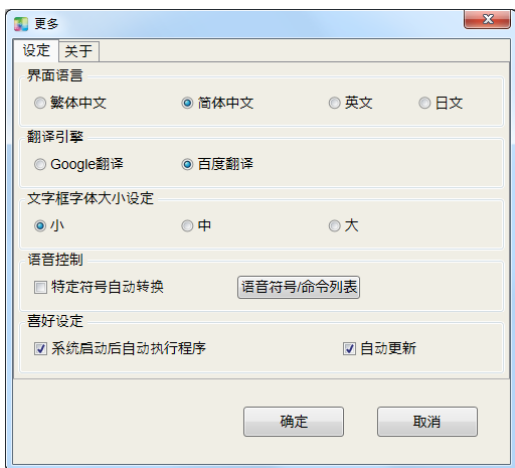 更多
设定 关于
界面语言
繁体中文 简体中文 英文 日文
翻译引擎
Google翻译 百度翻译
文字框字体大小设定
小 中 大
语音控制
特定符号自动转换 语音符号/命令列表
喜好设定
系统启动后自动执行程序 自动更新
确定 取消